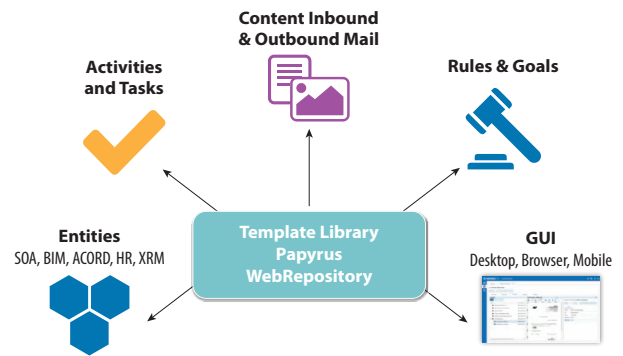 Content Inbound
& Outbound Mail
Activities
and Tasks
Rules & Goals
Template Library
Papyrus
WebRepository
Entities
SOA, BIM, ACORD, HR, XRM
GUI
Desktop, Browser, Mobile